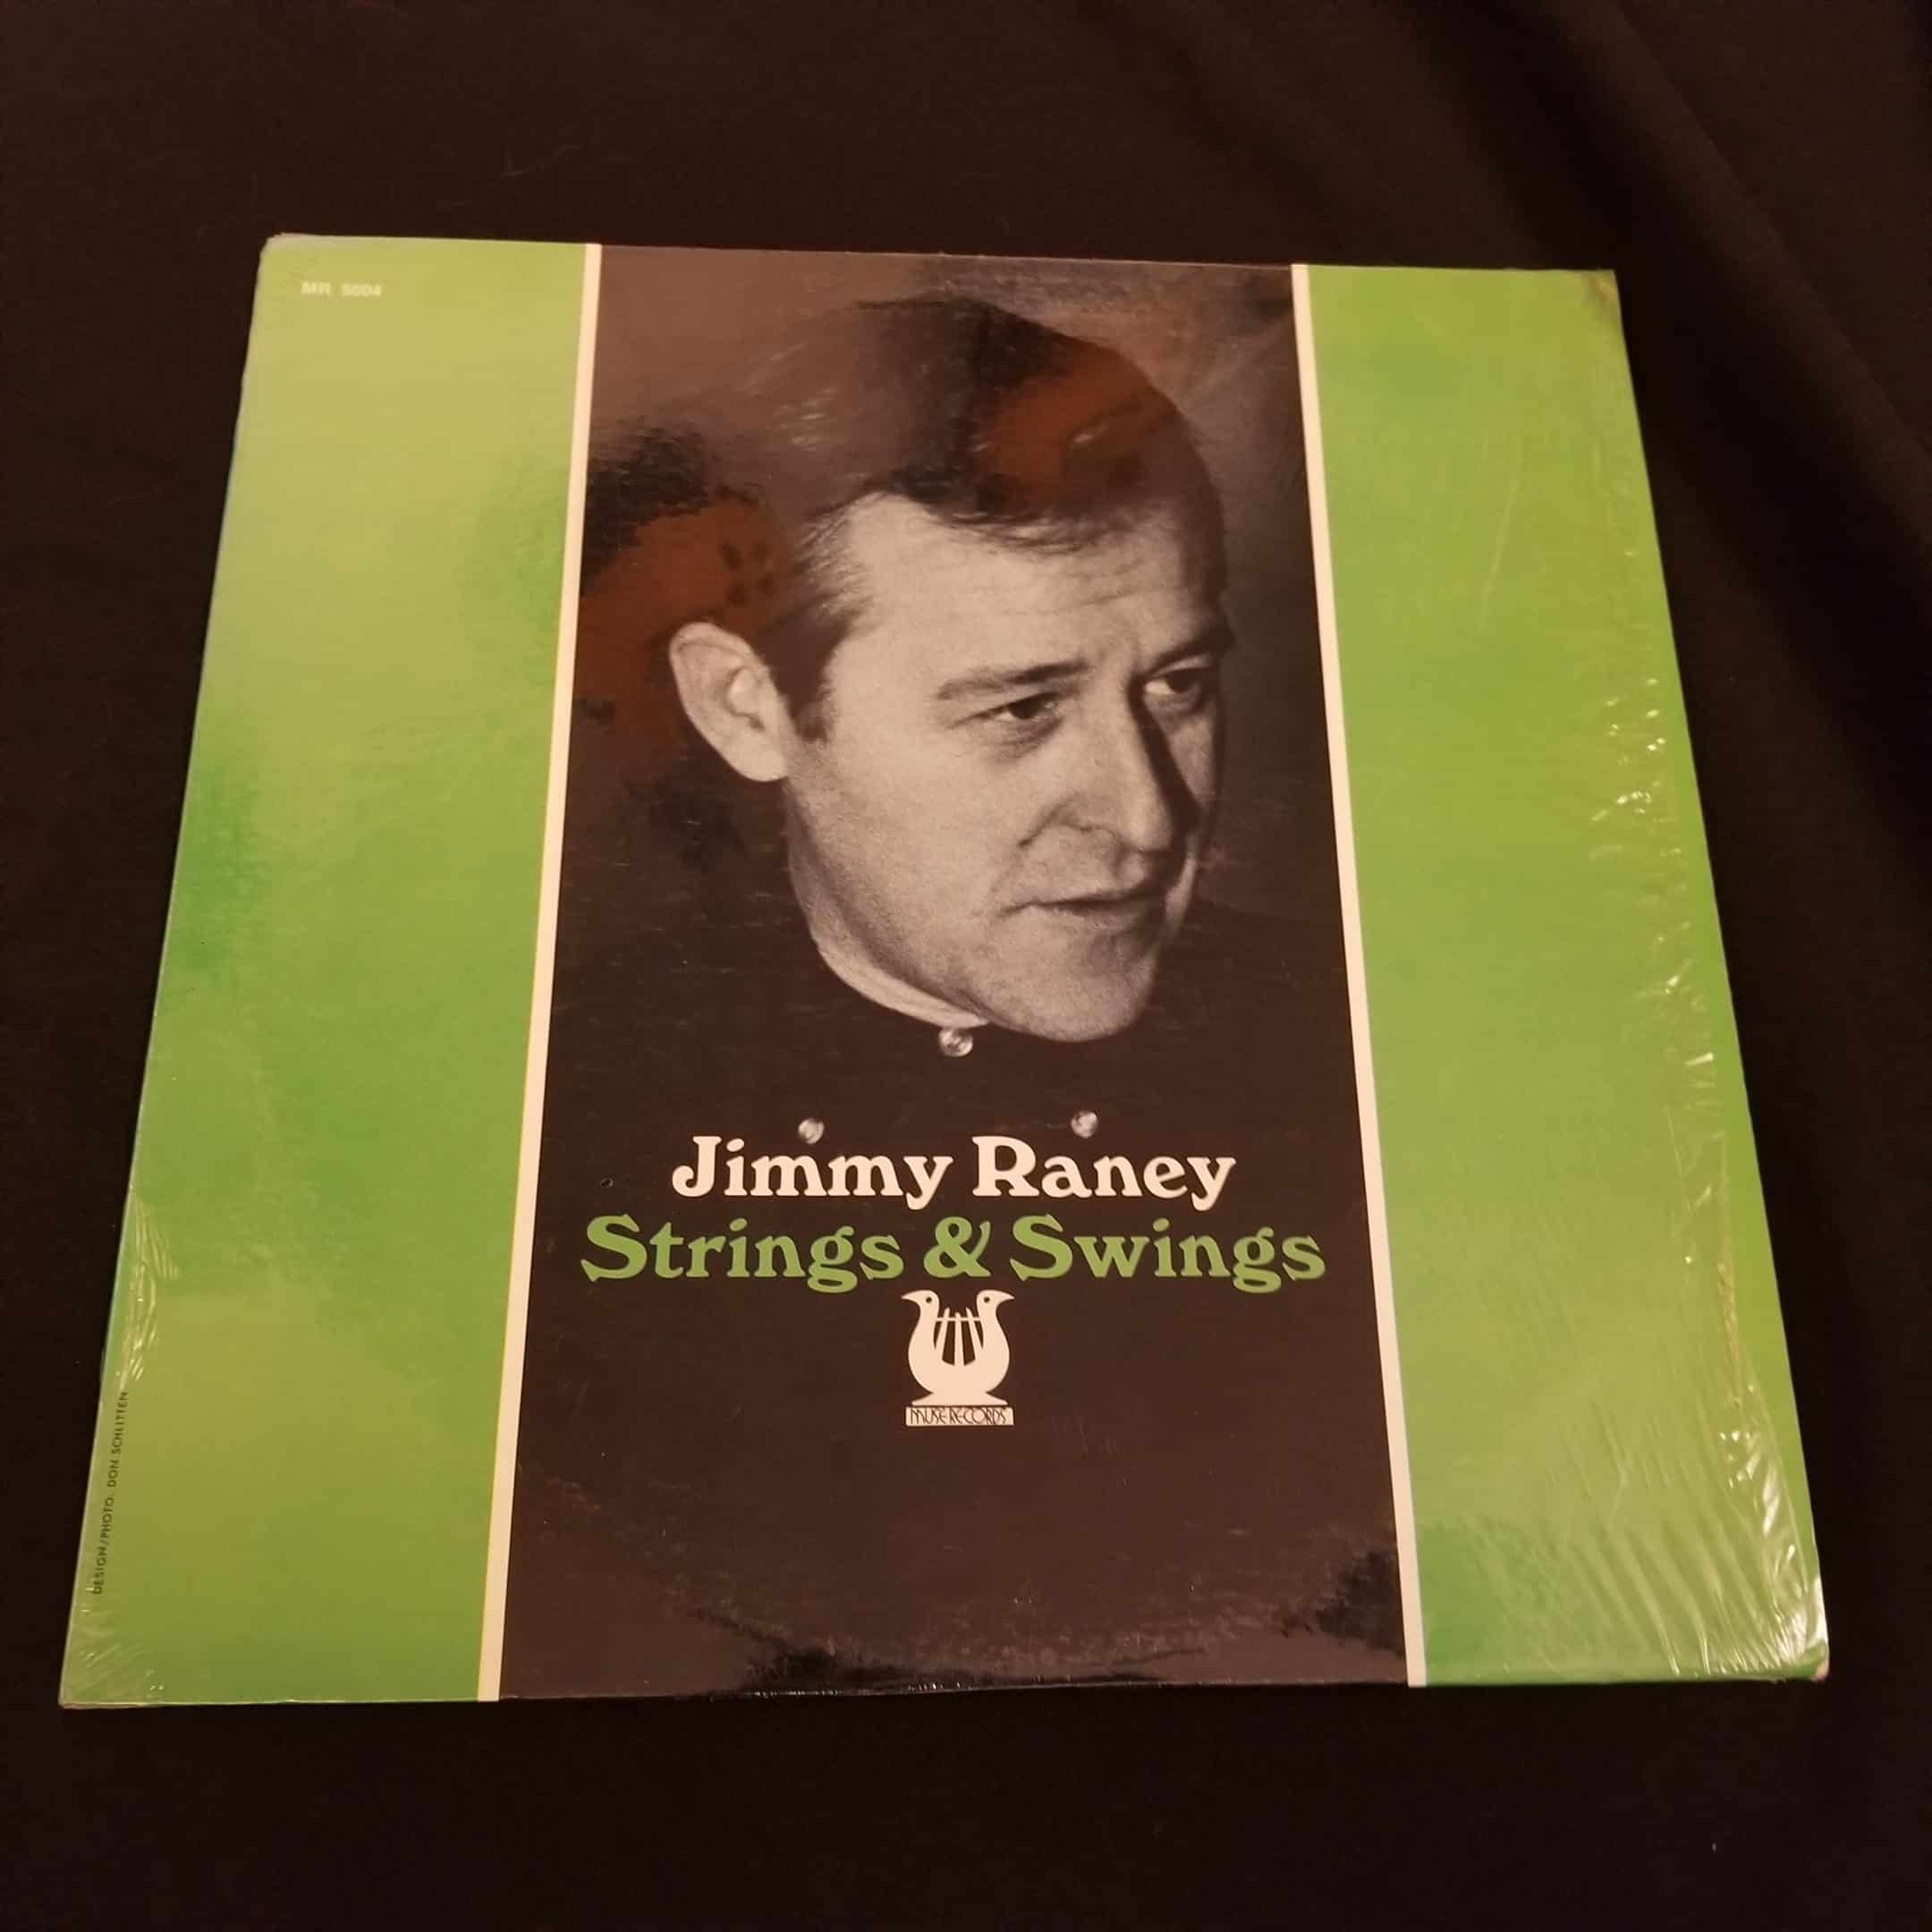 MR 5004
Jimmy Raney
Strings & Swings
MUSE RECORDS
DESIGN/PHOTO: DON SCHLITTEN